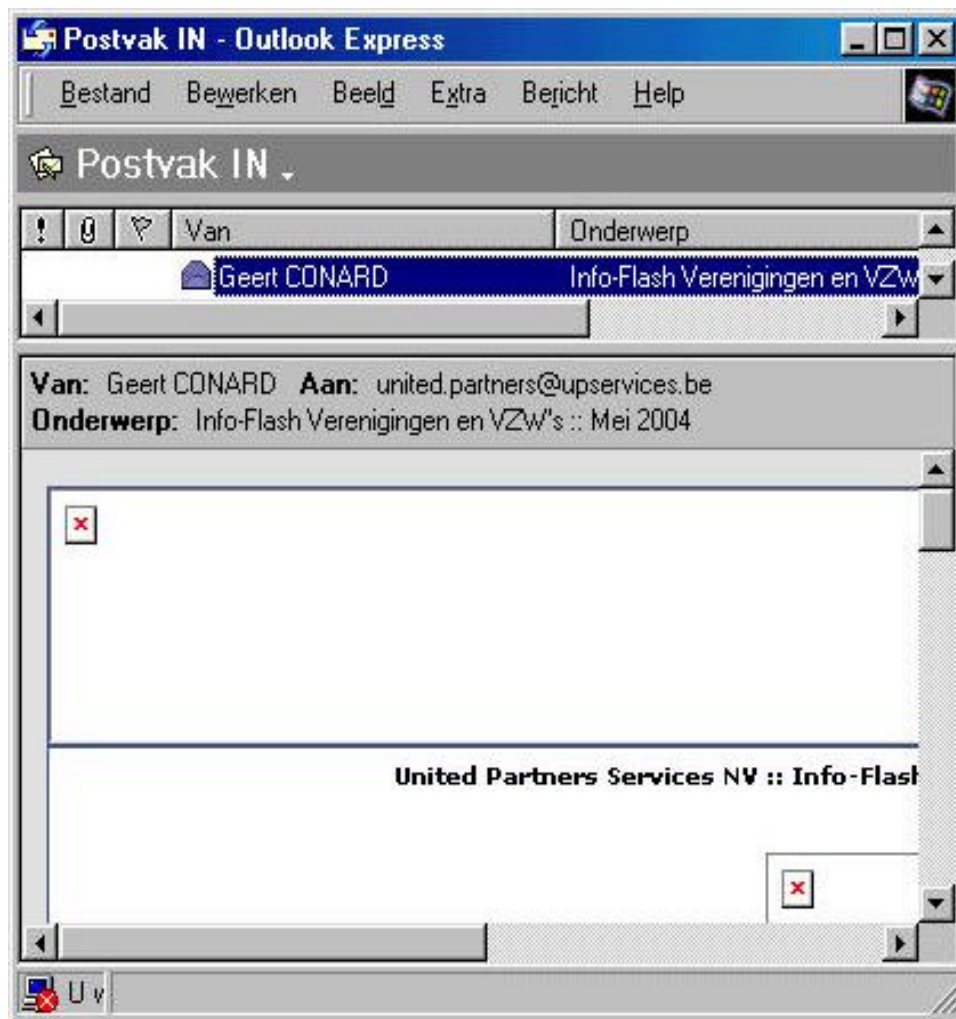 Postvak IN - Outlook Express
Bestand Bewerken Beeld Extra Bericht Help
Postvak IN
! Van Onderwerp
Geert CONARD Info-Flash Verenigingen en VZW
Van: Geert CONARD Aan: united.partners@upservices.be
Onderwerp: Info-Flash Verenigingen en VZW"s :: Mei 2004
United Partners Services NV :: Info-Flash
U v